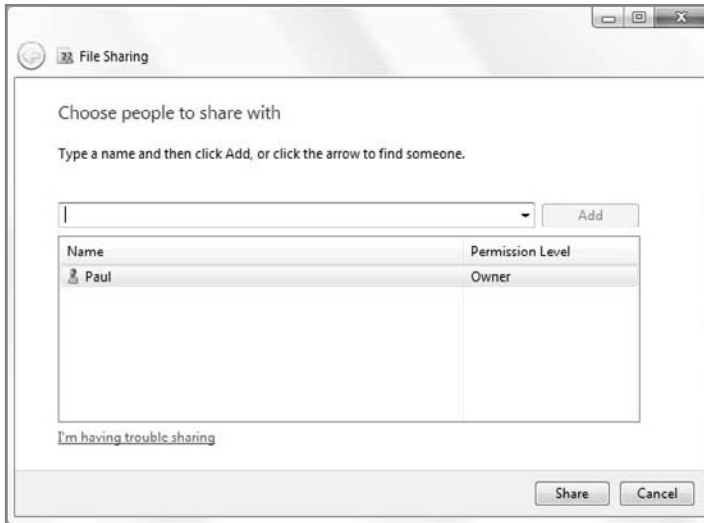 File Sharing
Choose people to share with
Type a name and then click Add, or click the arrow to find someone.
Add
Name Permission Level
Paul Owner
I'm having trouble sharing
Share Cancel